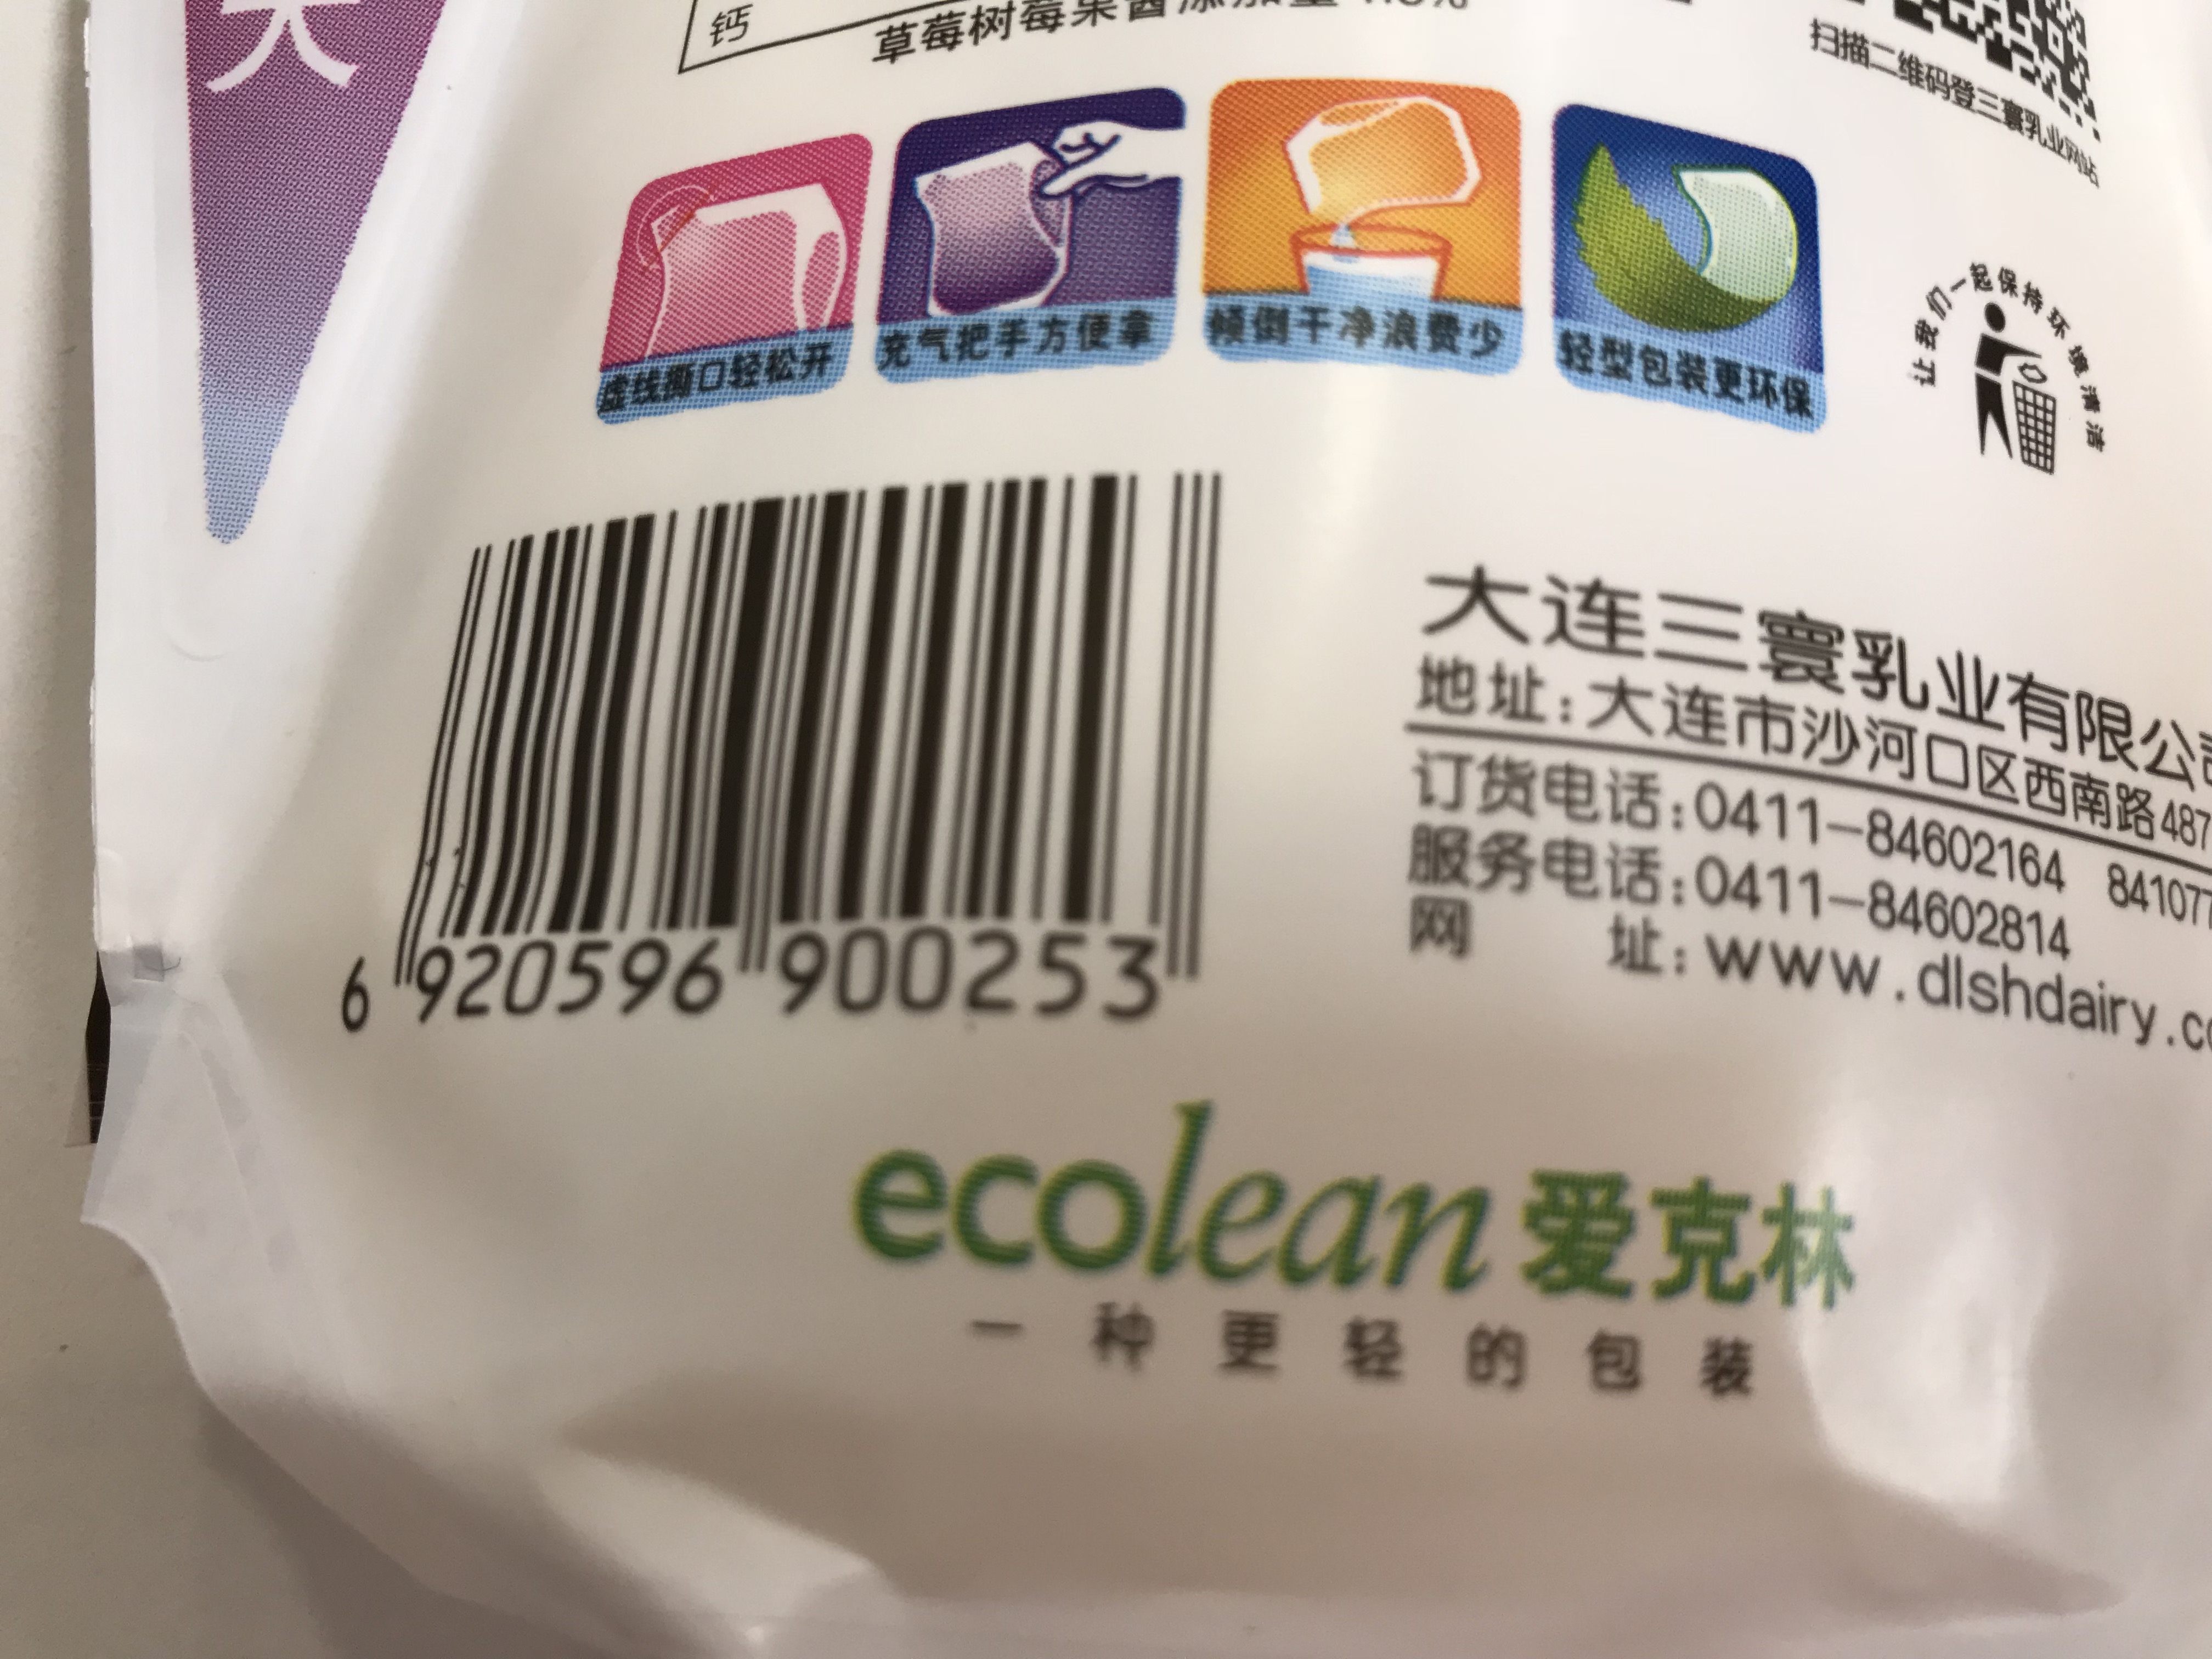 大
钙
草莓树莓果酱添加量
扫描二维码登三寰乳业网站
虚线撕口轻松开
充气把手方便拿
倾倒干净浪费少
轻型包装更环保
让我们一起保持环境清洁
大连三寰乳业有限公司
地址:大连市沙河口区西南路487
订货电话:0411-84602164 841077
服务电话:0411-84602814
网 址:www.dlshdairy.co
6 920596 900253
ecolean 爱克林
一种更轻的包装